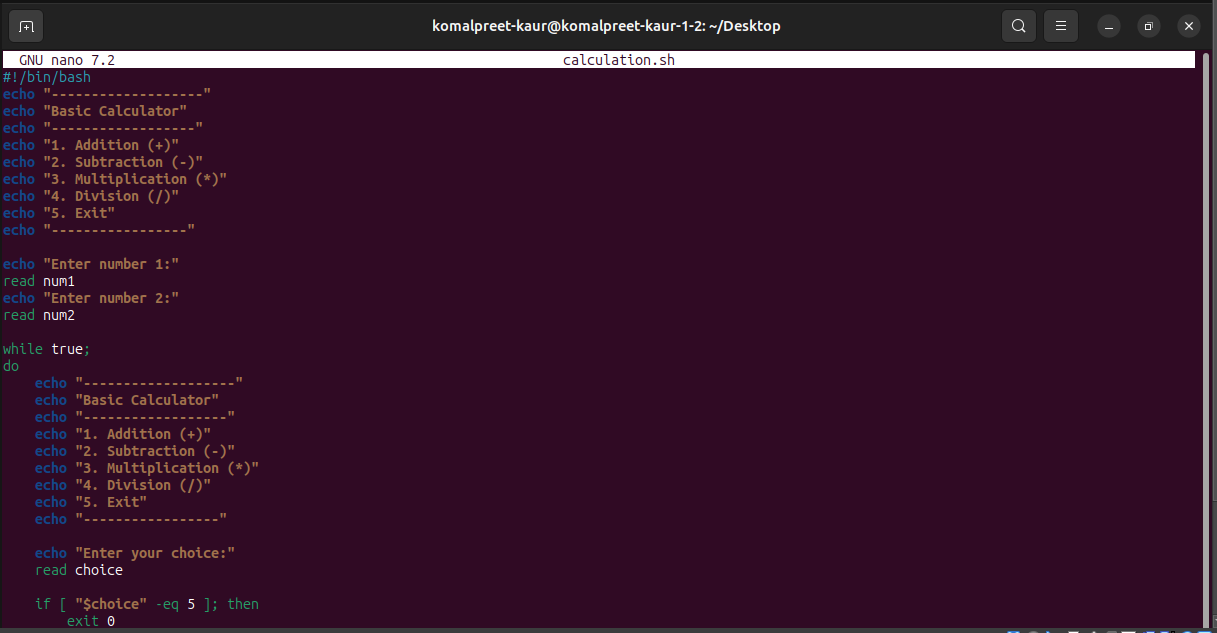 komalpreet-kaur@komalpreet-kaur-1-2: ~/Desktop
GNU nano 7.2 calculation.sh
#!/bin/bash
echo "-------------------"
echo "Basic Calculator"
echo "------------------"
echo "1. Addition (+)"
echo "2. Subtraction (-)"
echo "3. Multiplication (*)"
echo "4. Division (/)"
echo "5. Exit"
echo "-----------------"

echo "Enter number 1:"
read num1
echo "Enter number 2:"
read num2

while true;
do
    echo "-------------------"
    echo "Basic Calculator"
    echo "------------------"
    echo "1. Addition (+)"
    echo "2. Subtraction (-)"
    echo "3. Multiplication (*)"
    echo "4. Division (/)"
    echo "5. Exit"
    echo "-----------------"

    echo "Enter your choice:"
    read choice

    if [ "$choice" -eq 5 ]; then
        exit 0